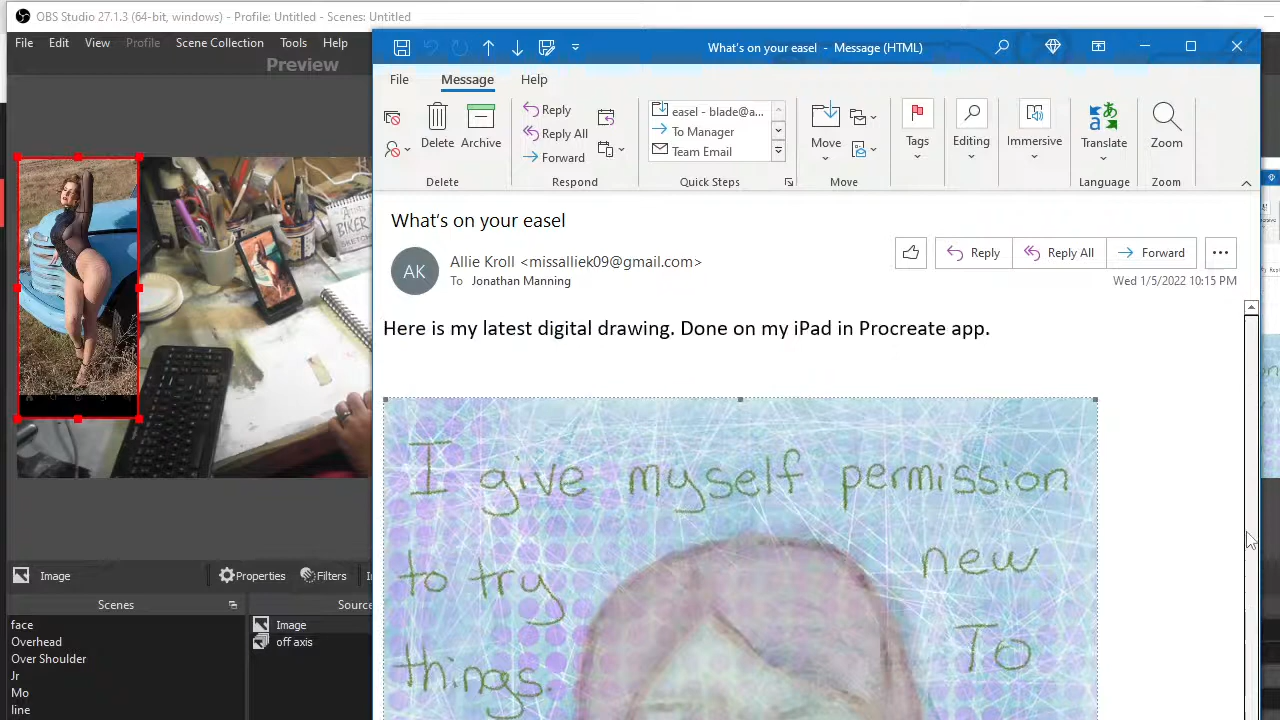 OBS Studio 27.1.3 (64-bit, windows) - Profile: Untitled - Scenes: Untitled
File Edit View Profile Scene Collection Tools Help
Preview
What's on your easel - Message (HTML)
File Message Help
Delete
Archive
Reply
Reply All
Forward
easel - blade@a...
To Manager
Team Email
Move
Tags
Editing
Immersive
Translate
Zoom
Delete Respond Quick Steps Move Language Zoom
What's on your easel
AK
Allie Kroll <missalliek09@gmail.com>
To Jonathan Manning
Reply Reply All Forward
Wed 1/5/2022 10:15 PM
Here is my latest digital drawing. Done on my iPad in Procreate app.
I give myself permission
to try new
things. To
BIKER
Image Properties Filters
Scenes
face
Overhead
Over Shoulder
Jr
Mo
line
Sourc
Image
off axis